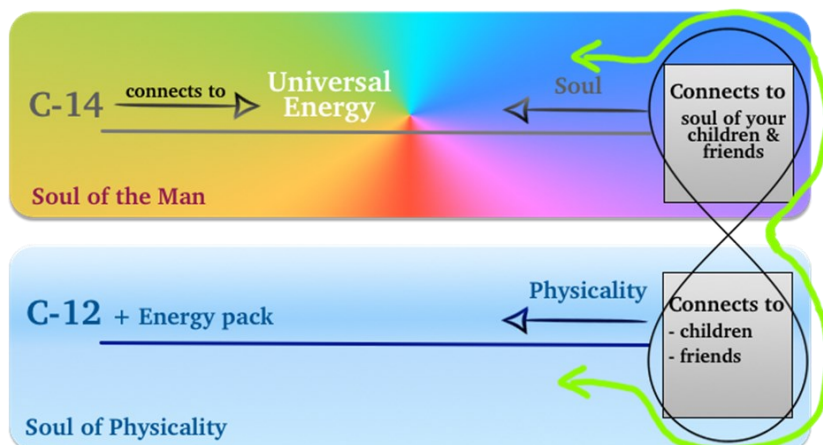 C-14
connects to
Universal
Energy
Soul
Connects to
soul of your
children &
friends
Soul of the Man
C-12 + Energy pack
Physicality
Connects to
- children
- friends
Soul of Physicality